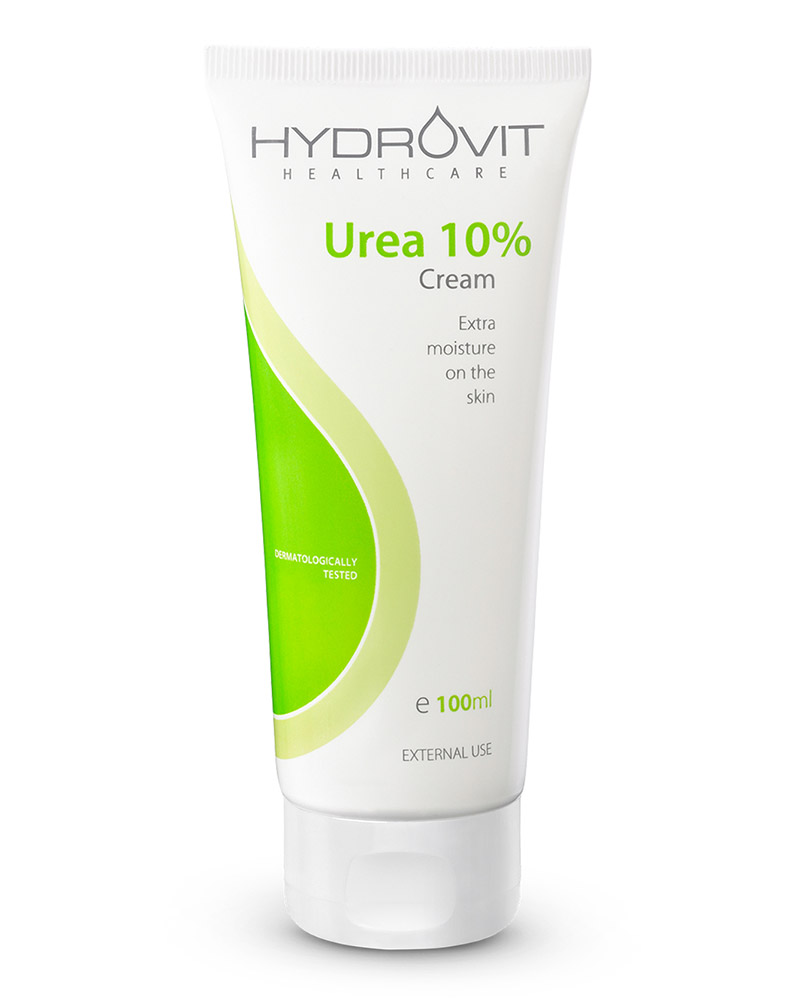 HYDROVIT
HEALTHCARE
Urea 10%
Cream
Extra
moisture
on the
skin
DERMATOLOGICALLY
TESTED
e 100ml
EXTERNAL USE